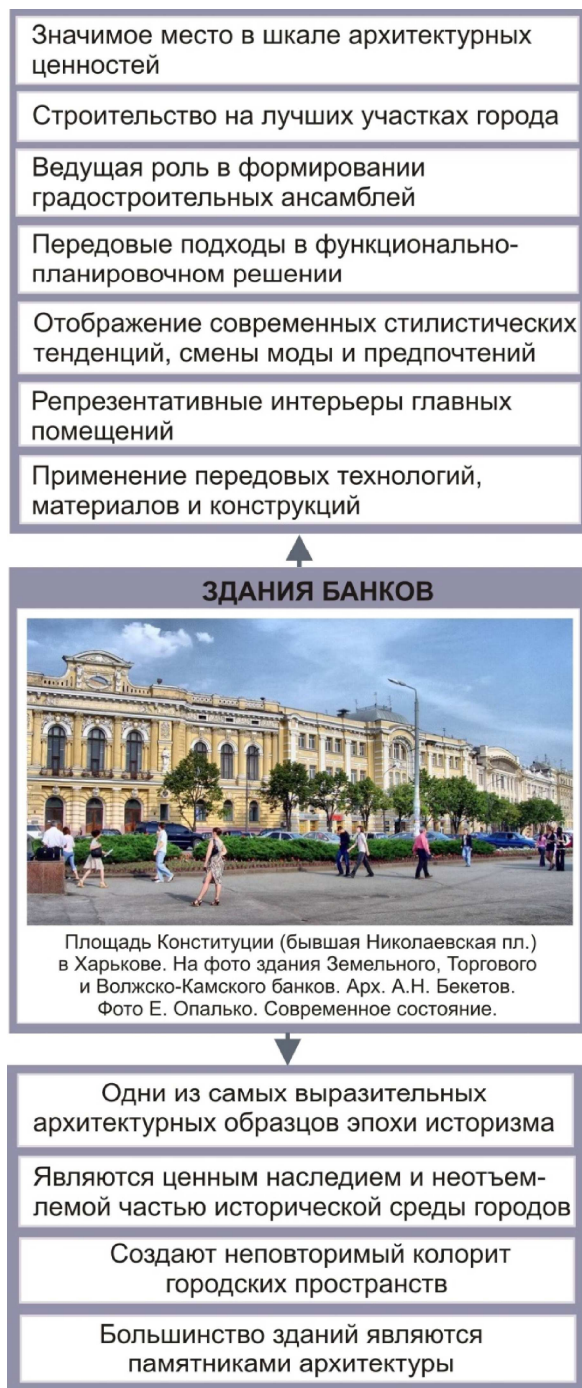 Значимое место в шкале архитектурных
ценностей
Строительство на лучших участках города
Ведущая роль в формировании
градостроительных ансамблей
Передовые подходы в функционально-
планировочном решении
Отображение современных стилистических
тенденций, смены моды и предпочтений
Репрезентативные интерьеры главных
помещений
Применение передовых технологий,
материалов и конструкций
ЗДАНИЯ БАНКОВ
Площадь Конституции (бывшая Николаевская пл.)
в Харькове. На фото здания Земельного, Торгового
и Волжско-Камского банков. Арх. А.Н. Бекетов.
Фото Е. Опалько. Современное состояние.
Одни из самых выразительных
архитектурных образцов эпохи историзма
Являются ценным наследием и неотъем-
лемой частью исторической среды городов
Создают неповторимый колорит
городских пространств
Большинство зданий являются
памятниками архитектуры